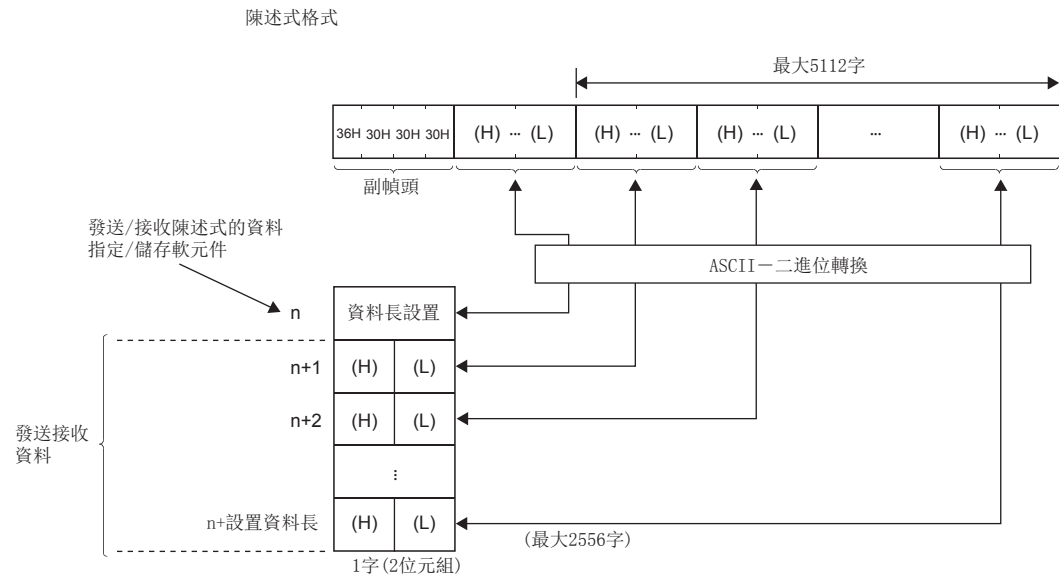 陳述式格式
最大5112字
36H 30H 30H 30H (H) … (L) (H) … (L) (H) … (L) … (H) … (L)
副幀頭
發送/接收陳述式的資料
指定/儲存軟元件
ASCII－二進位轉換
n 資料長設置
n+1 (H) (L)
n+2 (H) (L)
發送接收
資料
⋮
n+設置資料長 (H) (L)
(最大2556字)
1字(2位元組)